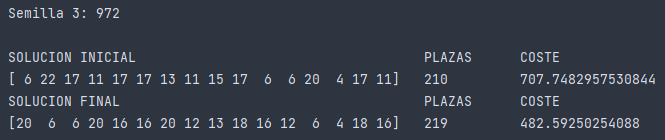 Semilla 3: 972
SOLUCION INICIAL PLAZAS COSTE
[ 6 22 17 11 17 17 13 11 15 17  6  6 20  4 17 11] 210 707.7482957530844
SOLUCION FINAL PLAZAS COSTE
[20  6  6 20 16 16 20 12 13 18 16 12  6  4 18 16] 219 482.59250254088